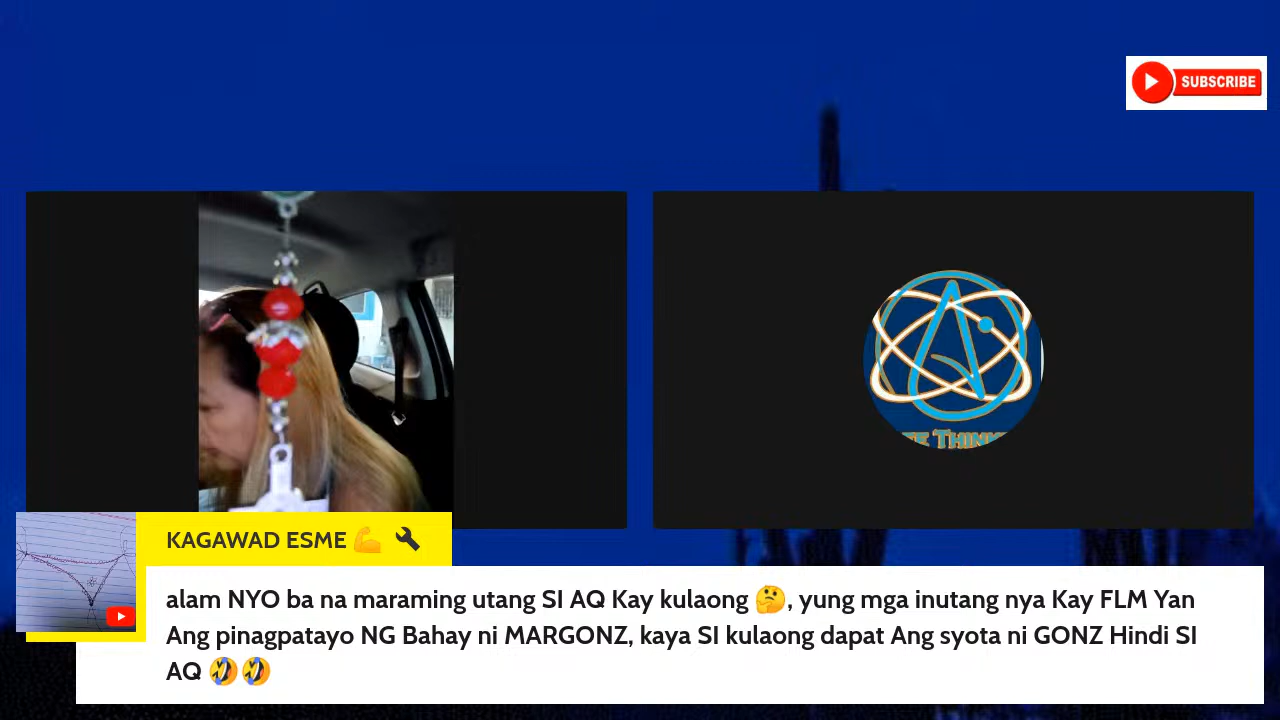 SUBSCRIBE
THINK
KAGAWAD ESME 💪 🔧
alam NYO ba na maraming utang SI AQ Kay kulaong 🤔, yung mga inutang nya Kay FLM Yan
Ang pinagpatayo NG Bahay ni MARGONZ, kaya SI kulaong dapat Ang syota ni GONZ Hindi SI
AQ 🤣🤣